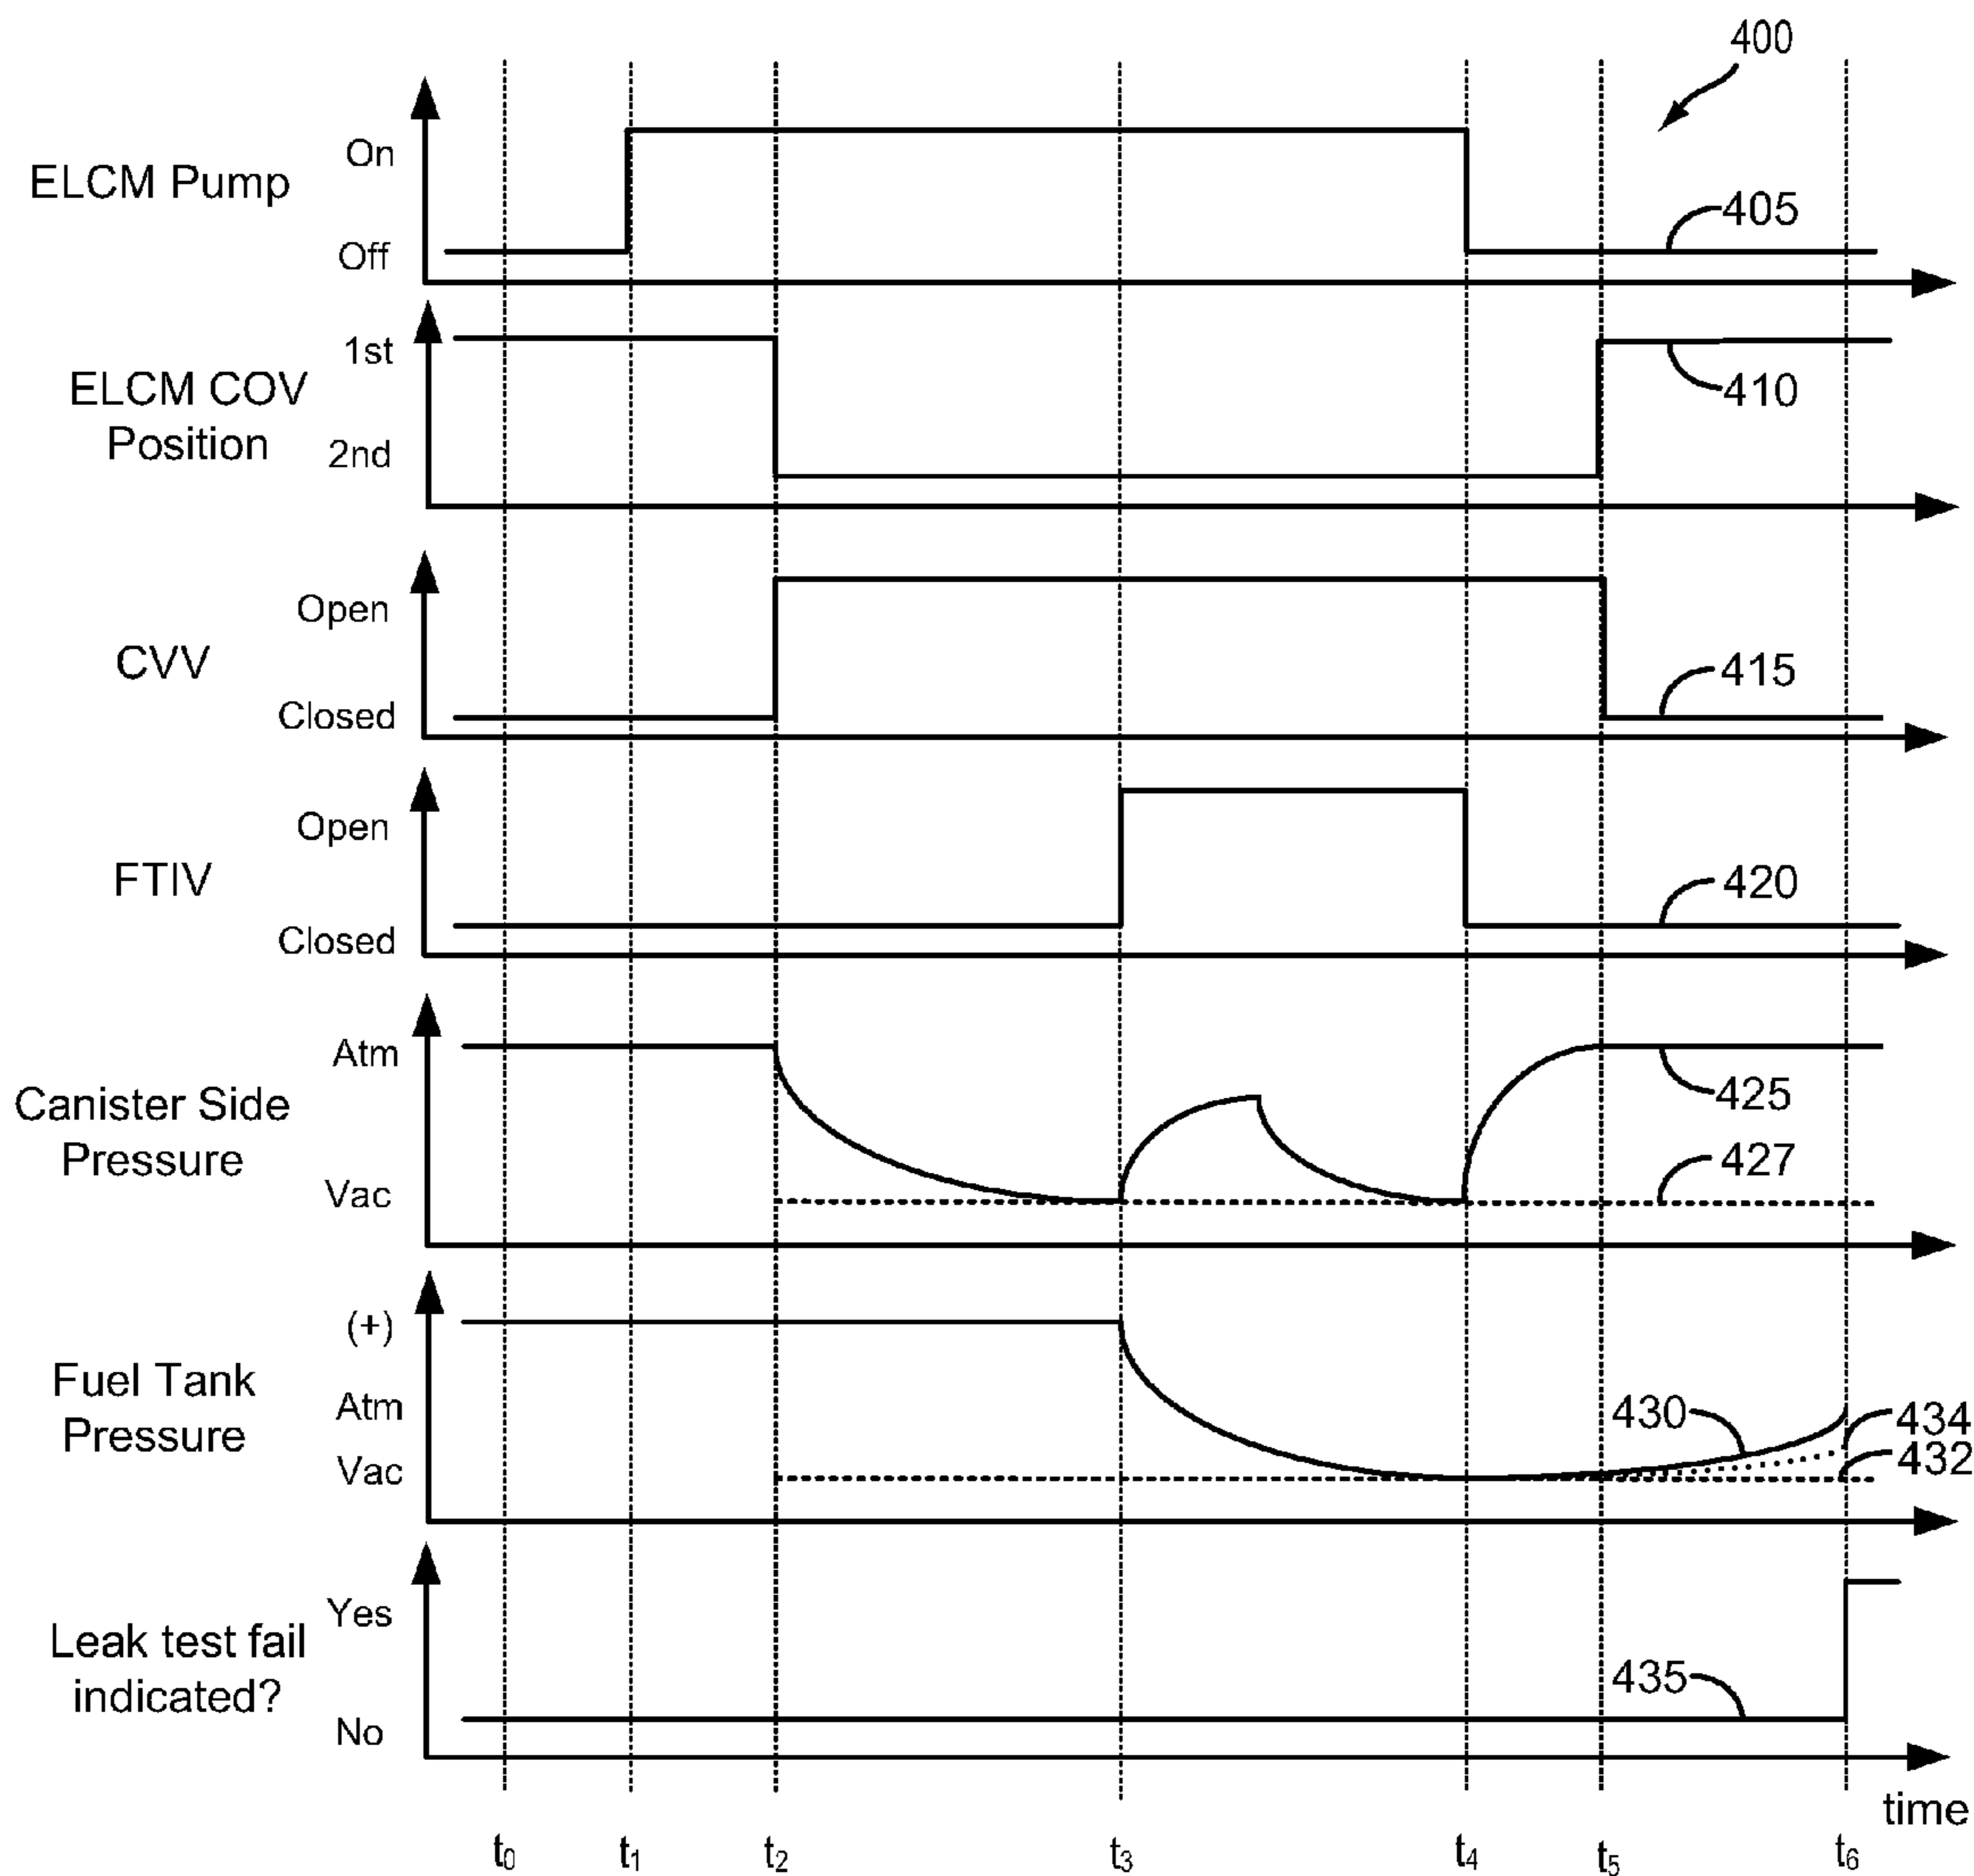 400
ELCM Pump
On
Off
405
ELCM COV
Position
1st
2nd
410
CVV
Open
Closed
415
FTIV
Open
Closed
420
Canister Side
Pressure
Atm
Vac
425
427
Fuel Tank
Pressure
(+)
Atm
Vac
430
434
432
Leak test fail
indicated?
Yes
No
435
time
t0 t1 t2 t3 t4 t5 t6